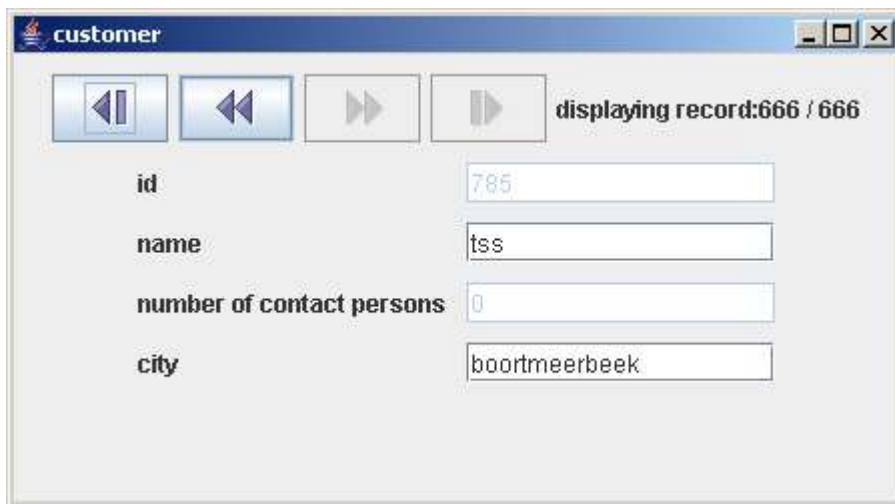 customer
displaying record:666 / 666
id 785
name tss
number of contact persons 0
city boortmeerbeek